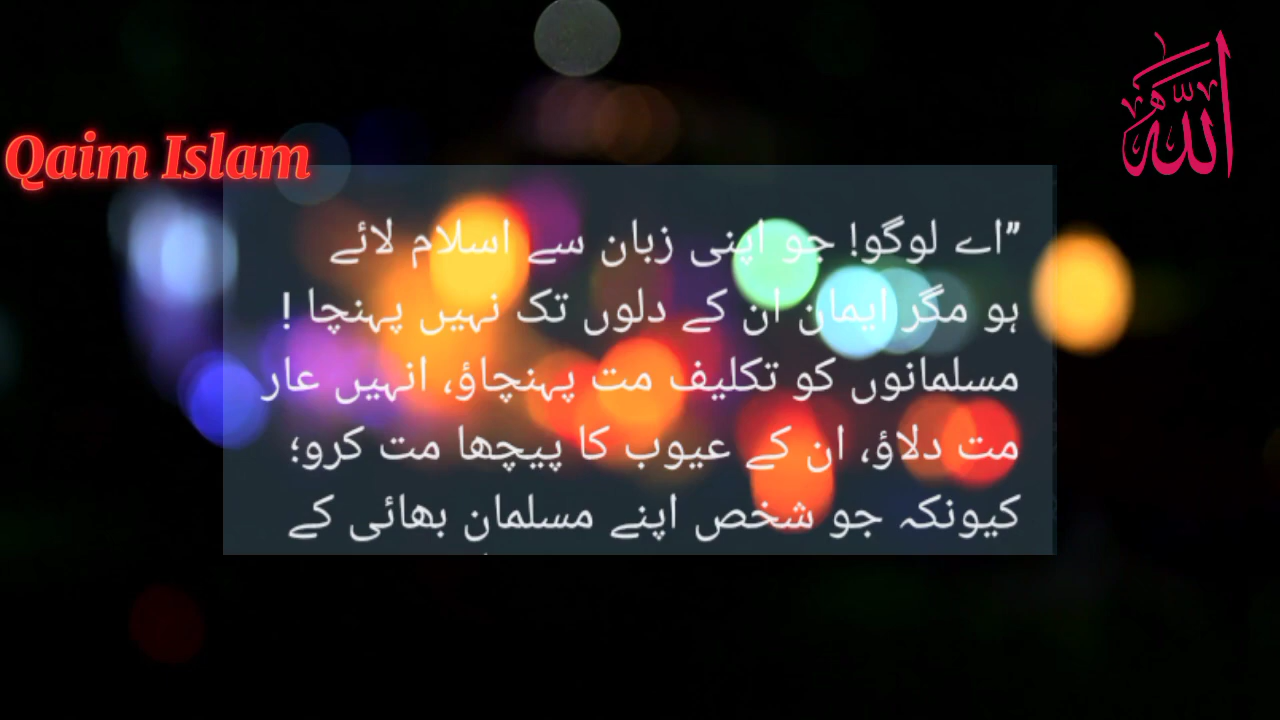 Qaim Islam
الله
”اے لوگو! جو اپنی زبان سے اسلام لائے
ہو مگر ایمان ان کے دلوں تک نہیں پہنچا !
مسلمانوں کو تکلیف مت پہنچاؤ، انہیں عار
مت دلاؤ، ان کے عیوب کا پیچھا مت کرو؛
کیونکہ جو شخص اپنے مسلمان بھائی کے